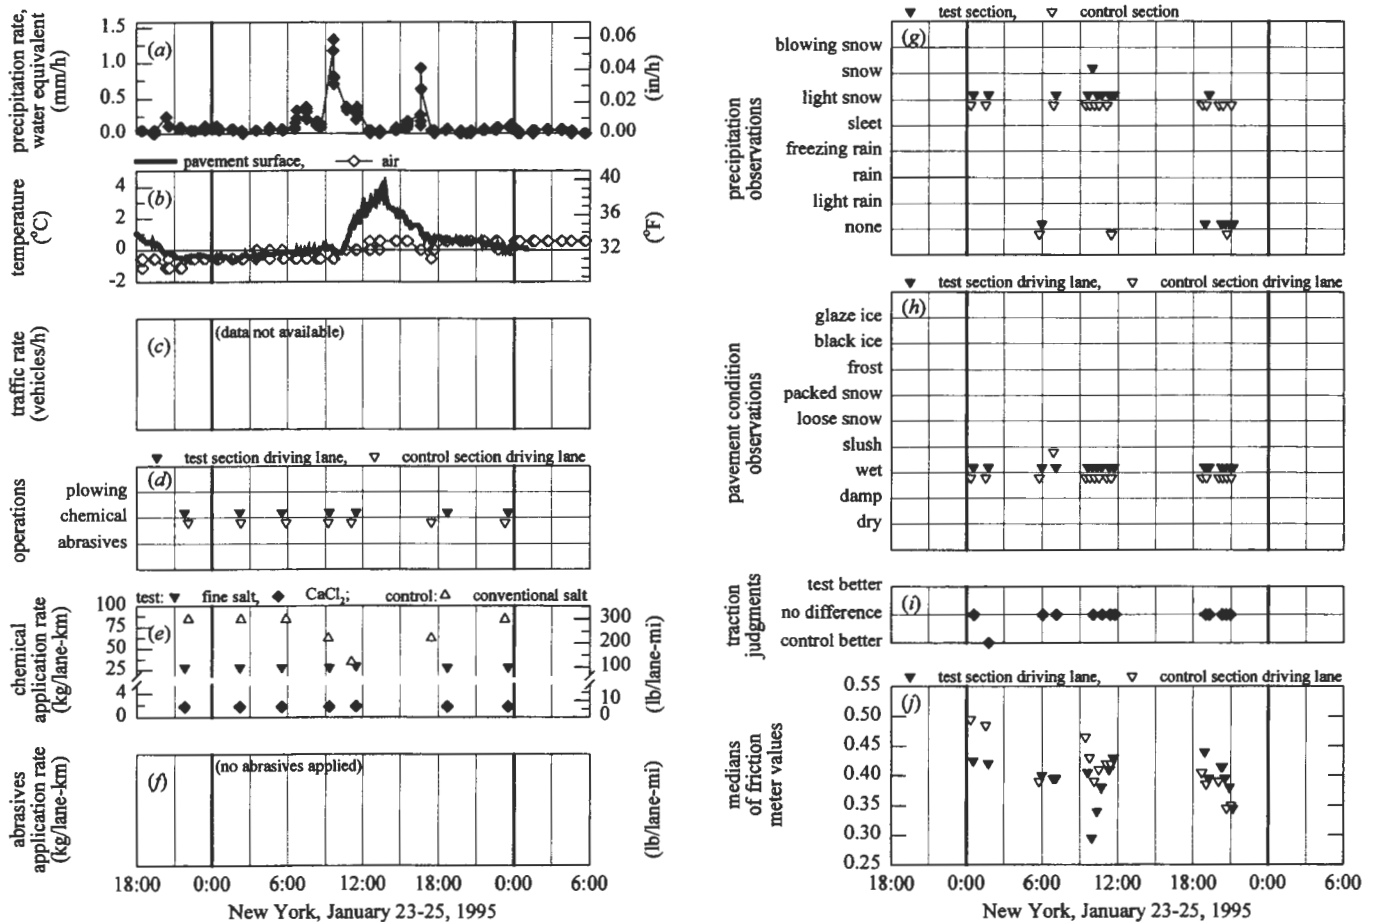 precipitation rate,
water equivalent
(mm/h)
1.5
1.0
0.5
0.0
(a)
0.06
0.04
0.02
0.00
(in/h)
pavement surface, air
temperature
(°C)
4
2
0
-2
(b)
40
36
32
(°F)
traffic rate
(vehicles/h)
(c)
(data not available)
test section driving lane, control section driving lane
operations
(d)
plowing
chemical
abrasives
test: fine salt, CaCl2; control: conventional salt
chemical
application rate
(kg/lane-km)
100
75
50
25
4
0
(e)
300
200
100
10
0
(lb/lane-mi)
abrasives
application rate
(kg/lane-km)
(f)
(no abrasives applied)
(lb/lane-mi)
18:00 0:00 6:00 12:00 18:00 0:00 6:00
New York, January 23-25, 1995
test section, control section
precipitation
observations
(g)
blowing snow
snow
light snow
sleet
freezing rain
rain
light rain
none
test section driving lane, control section driving lane
pavement condition
observations
(h)
glaze ice
black ice
frost
packed snow
loose snow
slush
wet
damp
dry
traction
judgments
test better
no difference
control better
(i)
test section driving lane, control section driving lane
medians
of friction
meter values
0.55
0.50
0.45
0.40
0.35
0.30
0.25
(j)
18:00 0:00 6:00 12:00 18:00 0:00 6:00
New York, January 23-25, 1995